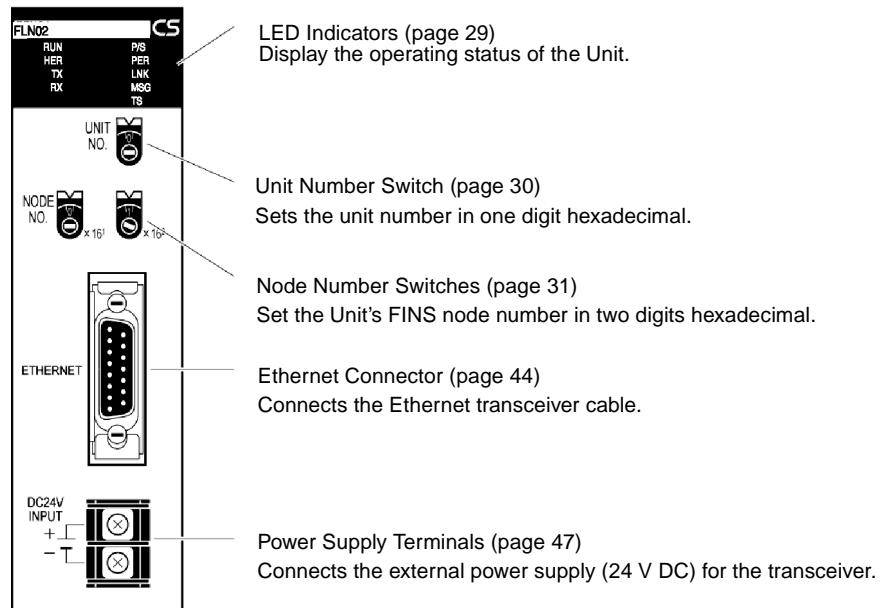 FLN02
CS
RUN P/S
HER PER
TX LNK
RX MSG
TS
LED Indicators (page 29)
Display the operating status of the Unit.
UNIT
NO.
Unit Number Switch (page 30)
Sets the unit number in one digit hexadecimal.
NODE
NO.
x 16¹
x 16⁰
Node Number Switches (page 31)
Set the Unit's FINS node number in two digits hexadecimal.
ETHERNET
Ethernet Connector (page 44)
Connects the Ethernet transceiver cable.
DC24V
INPUT
+
−
Power Supply Terminals (page 47)
Connects the external power supply (24 V DC) for the transceiver.